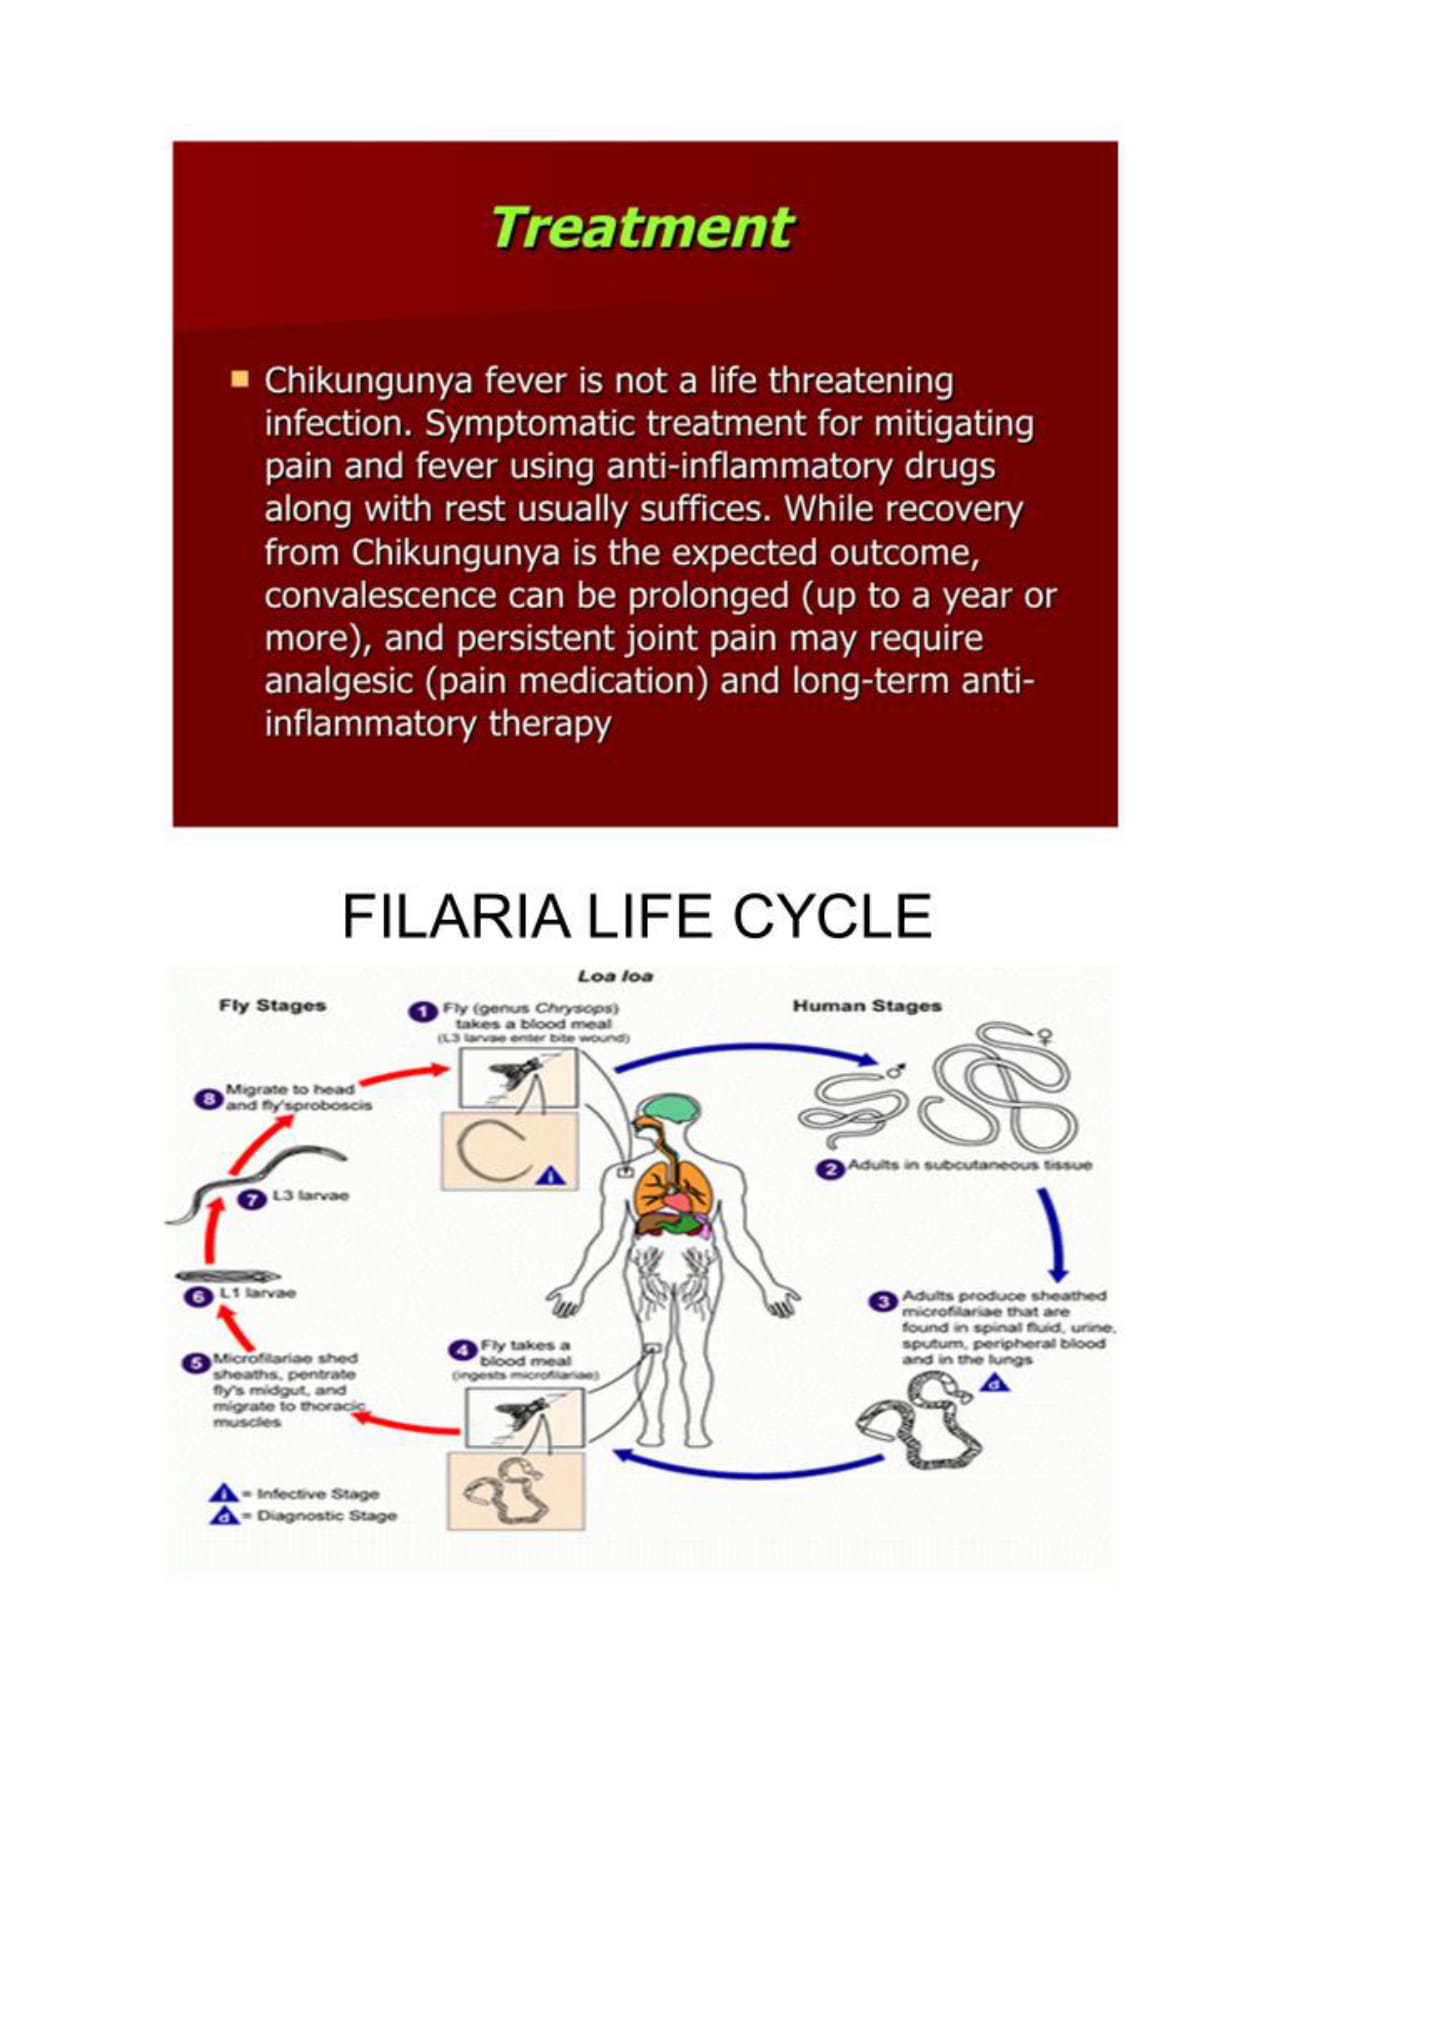 Treatment
Chikungunya fever is not a life threatening
infection. Symptomatic treatment for mitigating
pain and fever using anti-inflammatory drugs
along with rest usually suffices. While recovery
from Chikungunya is the expected outcome,
convalescence can be prolonged (up to a year or
more), and persistent joint pain may require
analgesic (pain medication) and long-term anti-
inflammatory therapy
FILARIA LIFE CYCLE
Loa loa
Fly Stages
Human Stages
1 Fly (genus Chrysops)
takes a blood meal
(L3 larvae enter bite wound)
i
♂
♀
2 Adults in subcutaneous tissue
3 Adults produce sheathed
microfilariae that are
found in spinal fluid, urine,
sputum, peripheral blood
and in the lungs
d
4 Fly takes a
blood meal
(ingests microfilariae)
5 Microfilariae shed
sheaths, pentrate
fly's midgut, and
migrate to thoracic
muscles
6 L1 larvae
7 L3 larvae
8 Migrate to head
and fly'sproboscis
i = Infective Stage
d = Diagnostic Stage